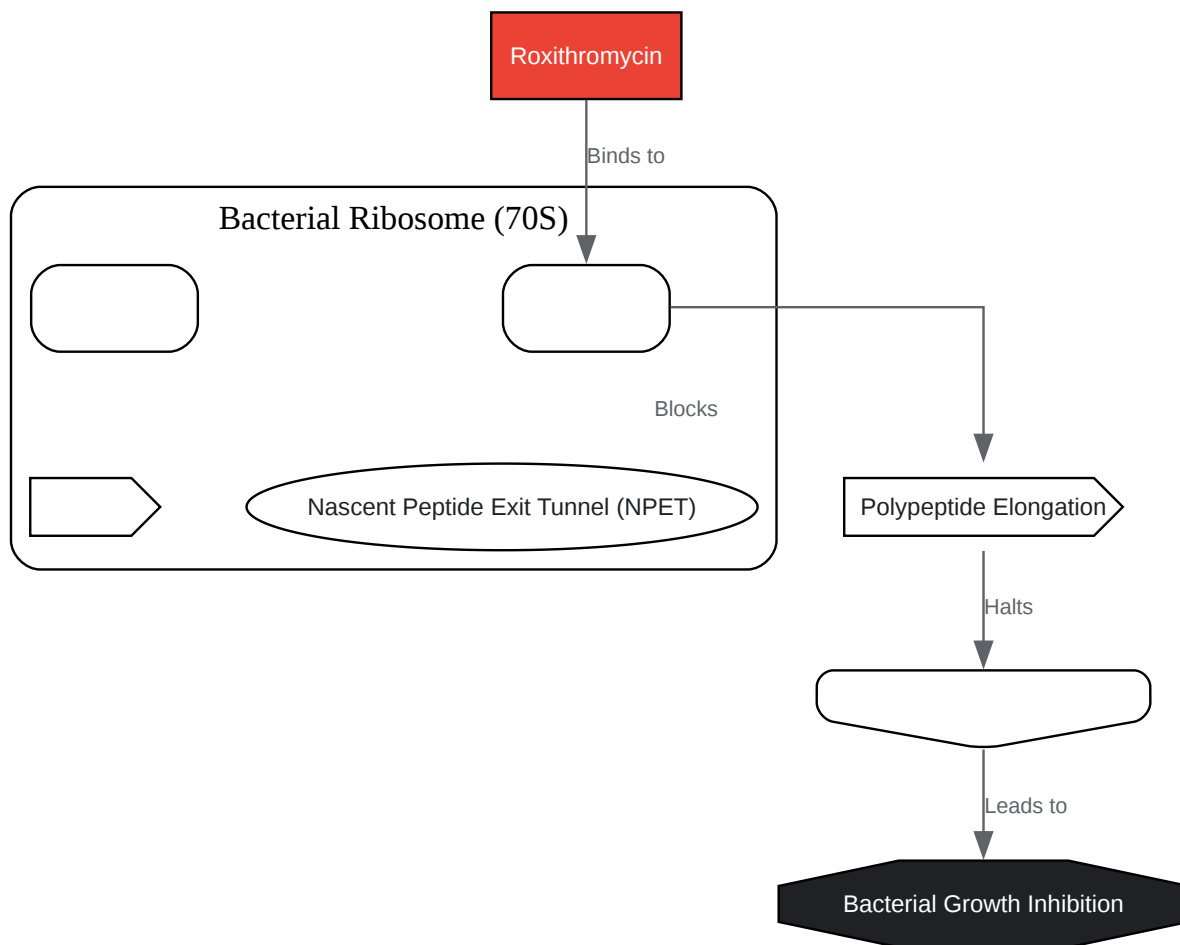 Roxithromycin
Binds to
Bacterial Ribosome (70S)
Blocks
Nascent Peptide Exit Tunnel (NPET)
Polypeptide Elongation
Halts
Leads to
Bacterial Growth Inhibition